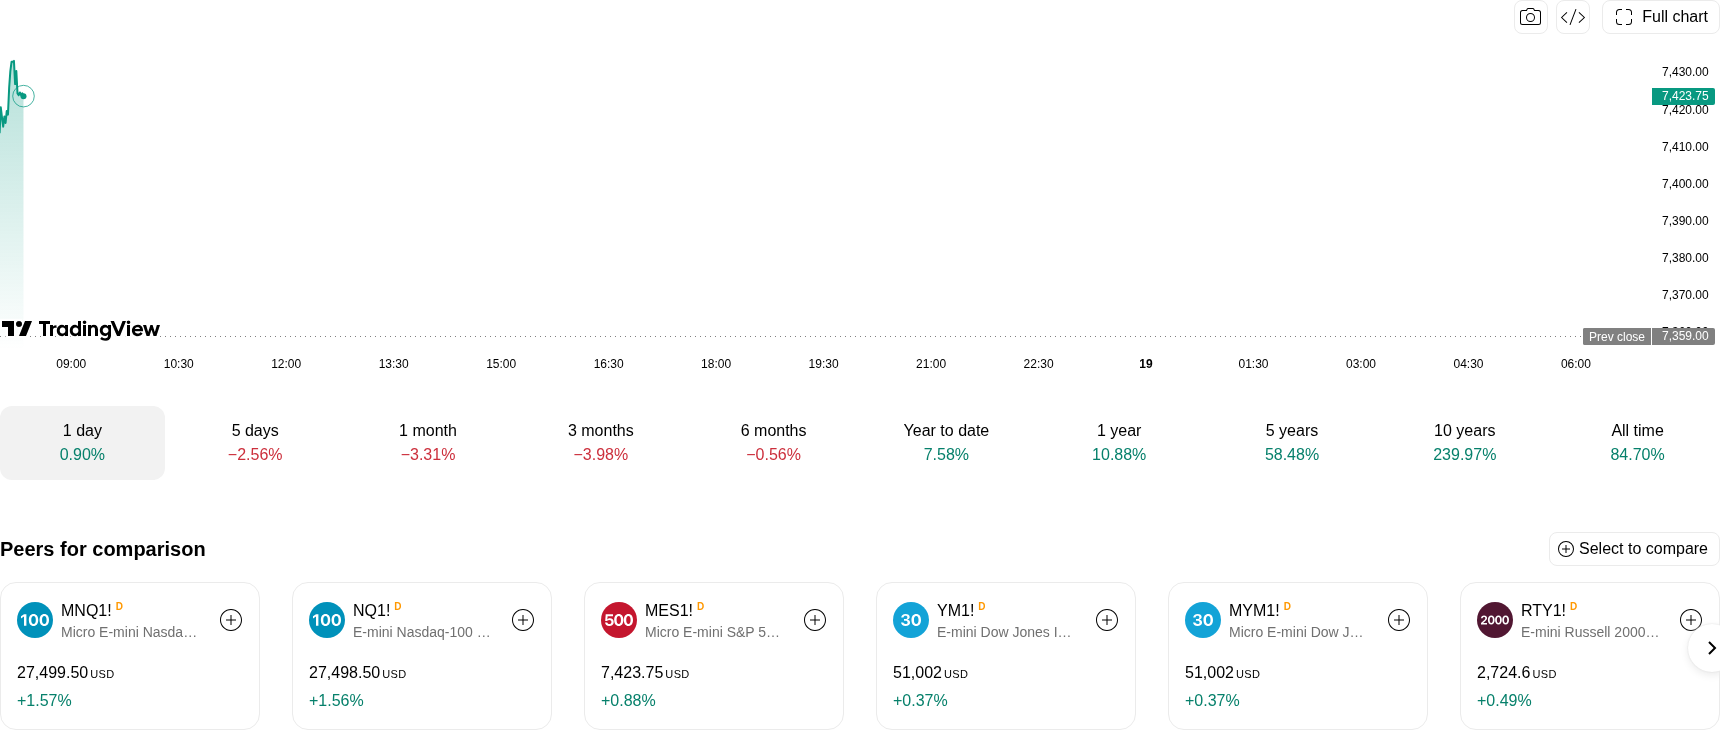 Full chart
7,430.00
7,423.75
7,420.00
7,410.00
7,400.00
7,390.00
7,380.00
7,370.00
TradingView
Prev close 7,359.00
09:00 10:30 12:00 13:30 15:00 16:30 18:00 19:30 21:00 22:30 19 01:30 03:00 04:30 06:00
1 day 5 days 1 month 3 months 6 months Year to date 1 year 5 years 10 years All time
0.90% −2.56% −3.31% −3.98% −0.56% 7.58% 10.88% 58.48% 239.97% 84.70%
Peers for comparison
Select to compare
100 MNQ1! D
Micro E-mini Nasda…
27,499.50 USD
+1.57%
100 NQ1! D
E-mini Nasdaq-100 …
27,498.50 USD
+1.56%
500 MES1! D
Micro E-mini S&P 5…
7,423.75 USD
+0.88%
30 YM1! D
E-mini Dow Jones I…
51,002 USD
+0.37%
30 MYM1! D
Micro E-mini Dow J…
51,002 USD
+0.37%
2000 RTY1! D
E-mini Russell 2000…
2,724.6 USD
+0.49%